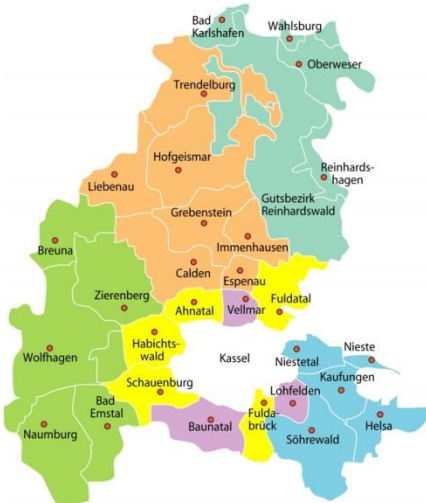 Bad
Karlshafen
Wahlsburg
Oberweser
Trendelburg
Hofgeismar
Reinhards-
hagen
Liebenau
Gutsbezirk
Reinhardswald
Grebenstein
Immenhausen
Breuna
Calden
Espenau
Zierenberg
Ahnatal
Vellmar
Fuldatal
Habichts-
wald
Wolfhagen
Kassel
Niestetal
Nieste
Schauenburg
Kaufungen
Bad
Emstal
Lohfelden
Naumburg
Baunatal
Fulda-
brück
Söhrewald
Helsa